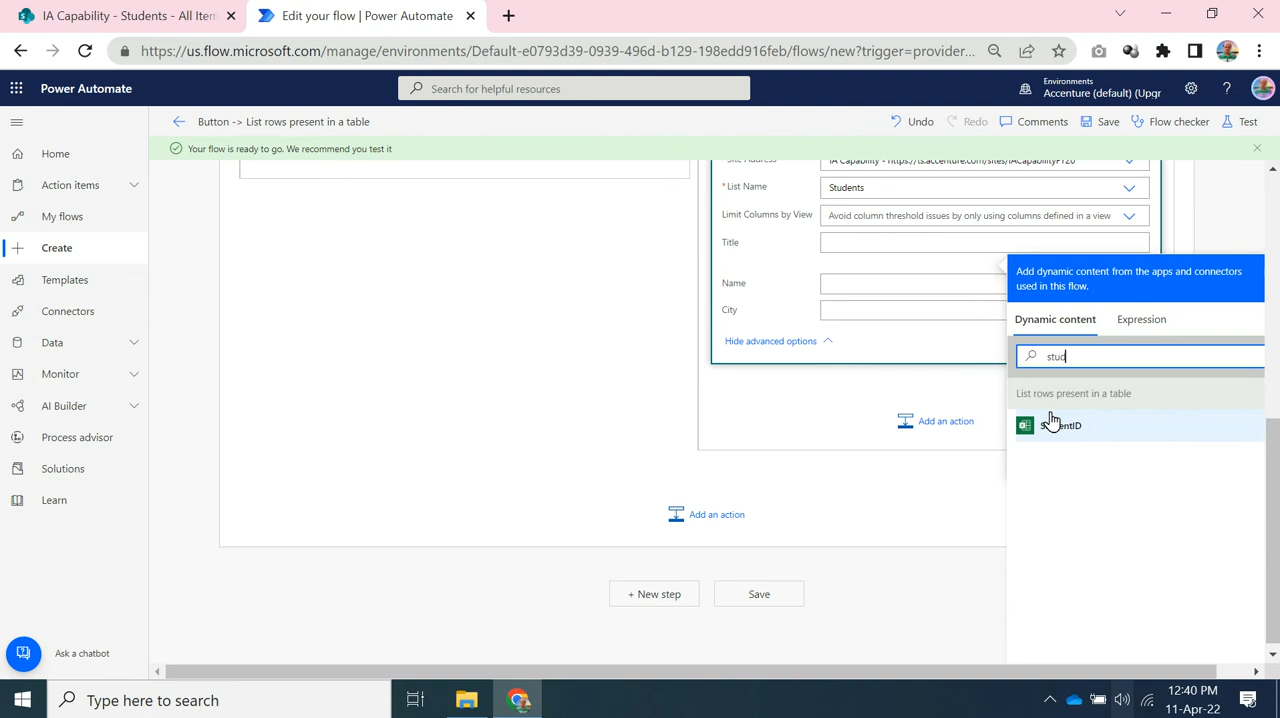 IA Capability - Students - All Iten
Edit your flow | Power Automate
https://us.flow.microsoft.com/manage/environments/Default-e0793d39-0939-496d-b129-198dd916feb/flows/new?trigger=provider...
Power Automate
Search for helpful resources
Environments
Accenture (default) (Upgr
Button -> List rows present in a table
Undo
Redo
Comments
Save
Flow checker
Test
Your flow is ready to go. We recommend you test it
Home
Action items
My flows
Create
Templates
Connectors
Data
Monitor
AI Builder
Process advisor
Solutions
Learn
Ask a chatbot
Site Address
IA Capability - https://ts.accenture.com/sites/IACapabilityFY20
* List Name
Students
Limit Columns by View
Avoid column threshold issues by only using columns defined in a view
Title
Name
City
Hide advanced options
Add an action
Add an action
+ New step
Save
Add dynamic content from the apps and connectors
used in this flow.
Dynamic content
Expression
stud
List rows present in a table
StudentID
Type here to search
12:40 PM
11-Apr-22